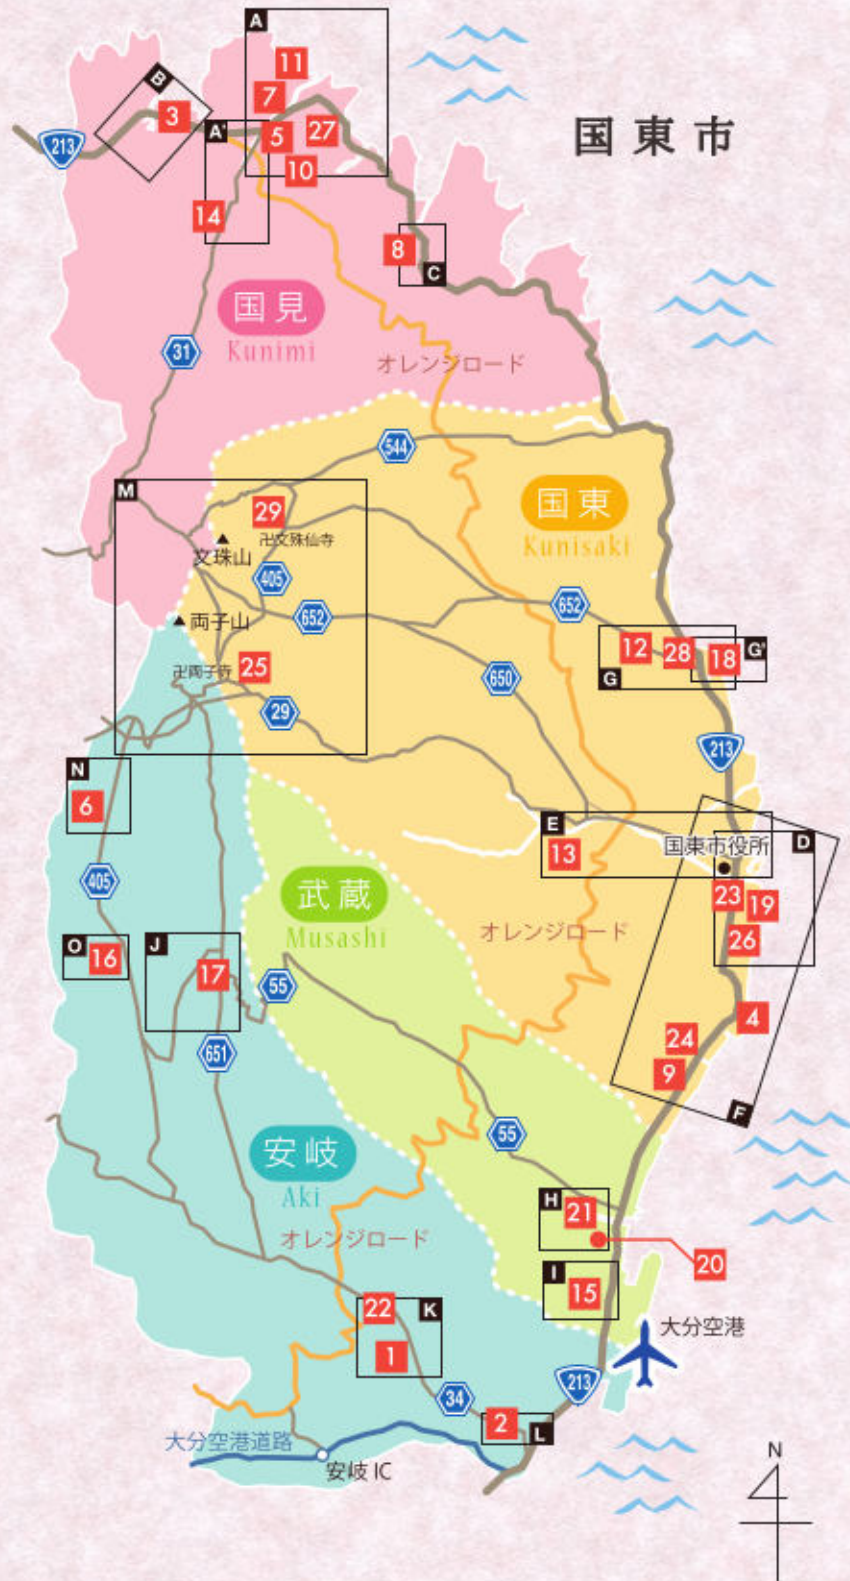 A
11
B
7
3
213
A'
5
27
国東市
10
14
8
C
国見
Kunimi
31
オレンジロード
544
M
国東
Kunisaki
29
卍文殊仙寺
▲
文珠山
405
652
652
▲両子山
12
28
18
G'
G
卍両子寺
25
650
29
213
N
6
E
13
国東市役所
D
405
武蔵
Musashi
23
19
オレンジロード
26
O
16
J
17
55
4
24
651
9
F
55
安岐
Aki
H
21
オレンジロード
20
I
15
22
K
大分空港
1
213
34
2
L
大分空港道路
安岐IC
N